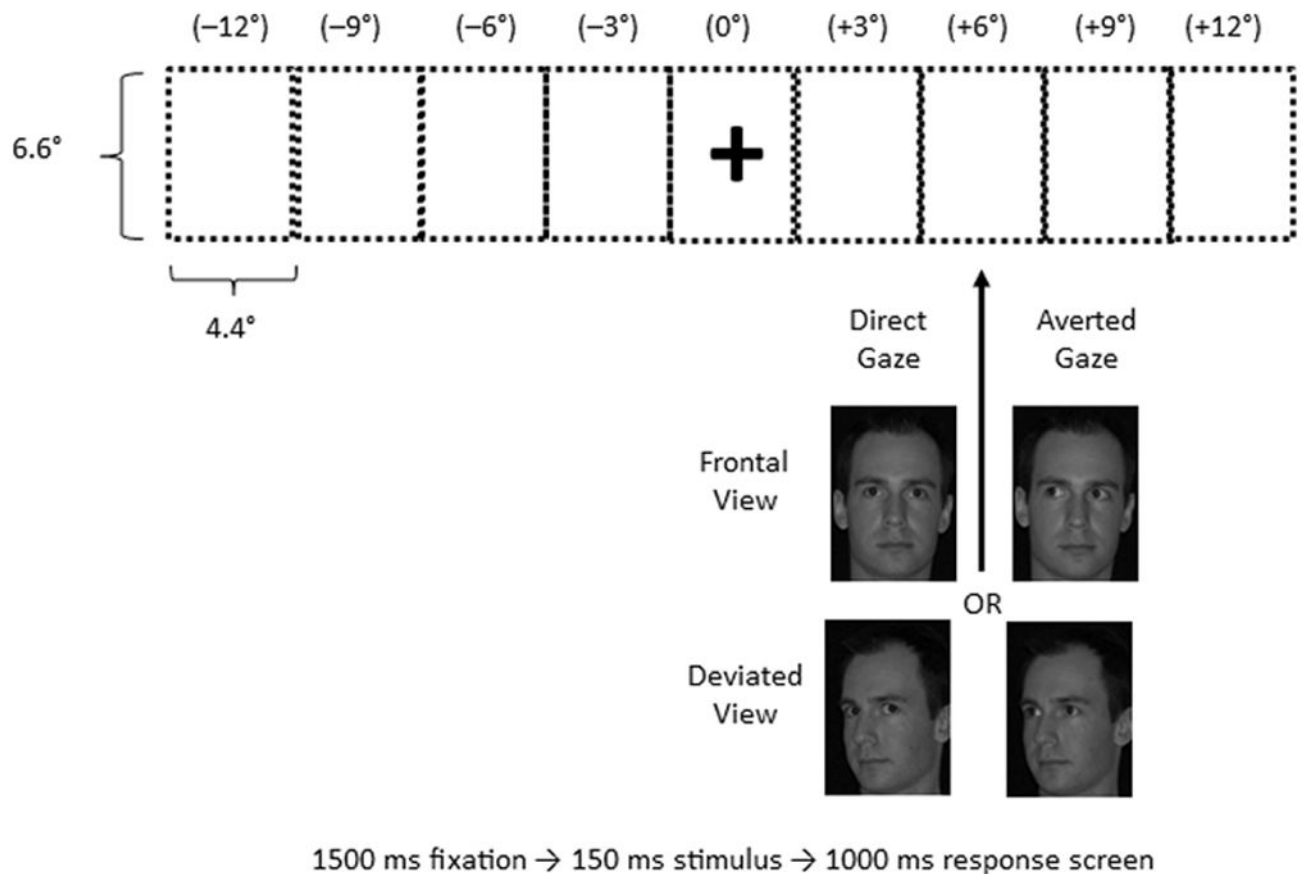 (–12°) (–9°) (–6°) (–3°) (0°) (+3°) (+6°) (+9°) (+12°)
6.6°
4.4°
Direct Gaze
Averted Gaze
Frontal View
OR
Deviated View
1500 ms fixation → 150 ms stimulus → 1000 ms response screen